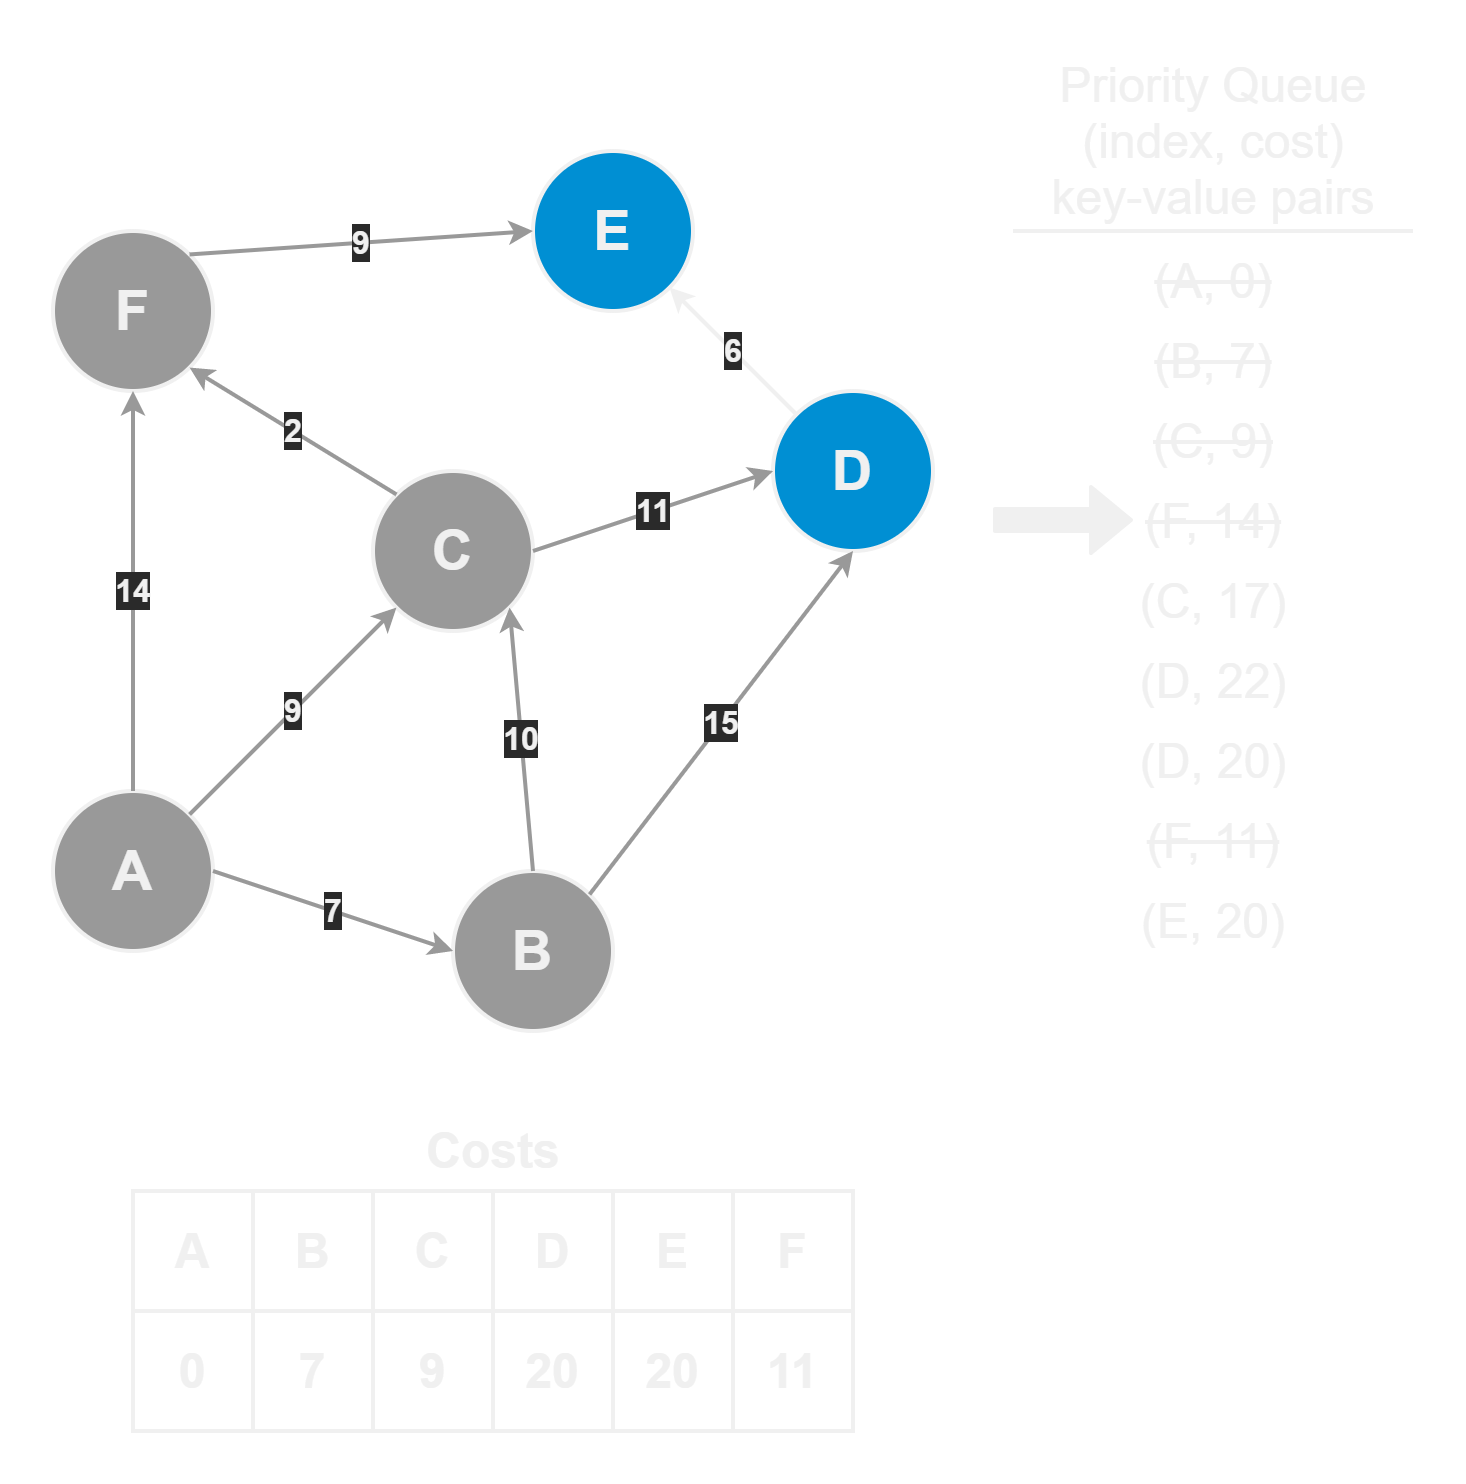 Priority Queue
(index, cost)
key-value pairs
(A, 0)
(B, 7)
(C, 9)
(F, 14)
(C, 17)
(D, 22)
(D, 20)
(F, 11)
(E, 20)
E
9
F
6
D
2
11
C
14
9
10
15
A
7
B
Costs
A B C D E F
0 7 9 20 20 11